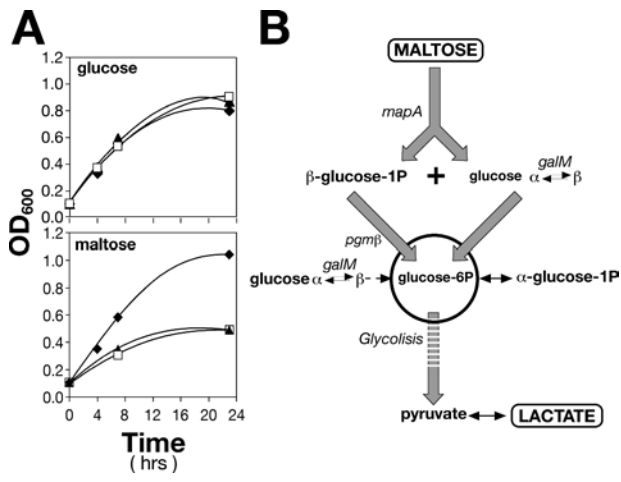 A
glucose
1.2
1.0
0.8
0.6
0.4
0.2
0.0
OD600
maltose
1.2
1.0
0.8
0.6
0.4
0.2
0.0
0 4 8 12 16 20 24
Time
( hrs )
B
MALTOSE
mapA
β-glucose-1P + glucose α β
galM
pgmβ
galM
glucose α β-
glucose-6P
α-glucose-1P
Glycolisis
pyruvate
LACTATE